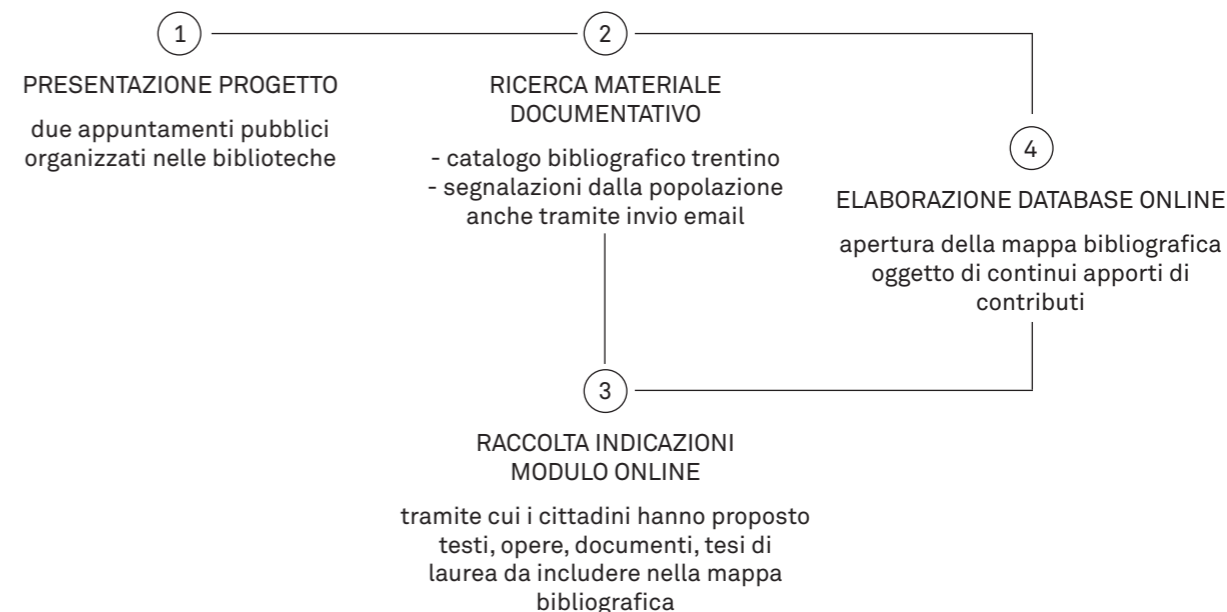 1
PRESENTAZIONE PROGETTO
due appuntamenti pubblici
organizzati nelle biblioteche
2
RICERCA MATERIALE
DOCUMENTATIVO
- catalogo bibliografico trentino
- segnalazioni dalla popolazione
anche tramite invio email
3
RACCOLTA INDICAZIONI
MODULO ONLINE
tramite cui i cittadini hanno proposto
testi, opere, documenti, tesi di
laurea da includere nella mappa
bibliografica
4
ELABORAZIONE DATABASE ONLINE
apertura della mappa bibliografica
oggetto di continui apporti di
contributi